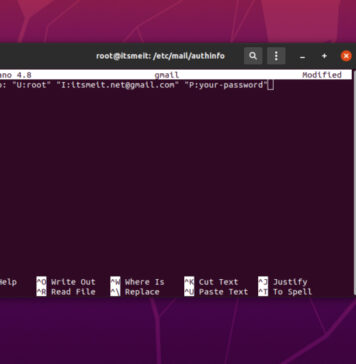 root@itsmeit: /etc/mail/authinfo
ano 4.8 gmail Modified
o: "U:root" "I:itsmeit.net@gmail.com" "P:your-password"
Help ^O Write Out ^W Where Is ^K Cut Text ^J Justify
^R Read File ^\ Replace ^U Paste Text ^T To Spell